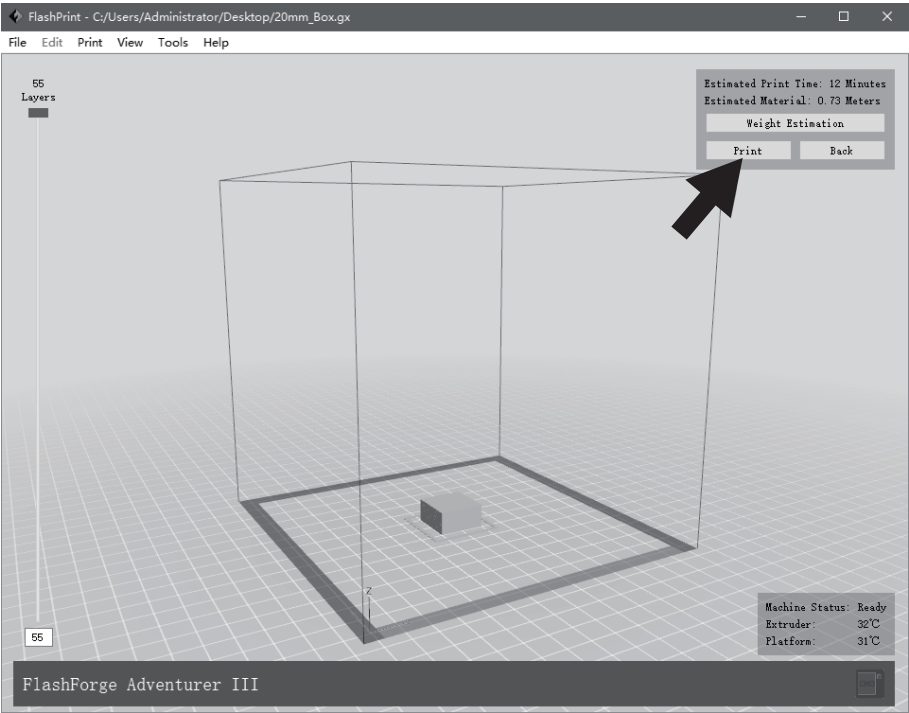 FlashPrint - C:/Users/Administrator/Desktop/20mm_Box.gx
File Edit Print View Tools Help
55
Layers
Estimated Print Time: 12 Minutes
Estimated Material: 0.73 Meters
Weight Estimation
Print Back
Z
Machine Status: Ready
Extruder: 32℃
Platform: 31℃
55
FlashForge Adventurer III